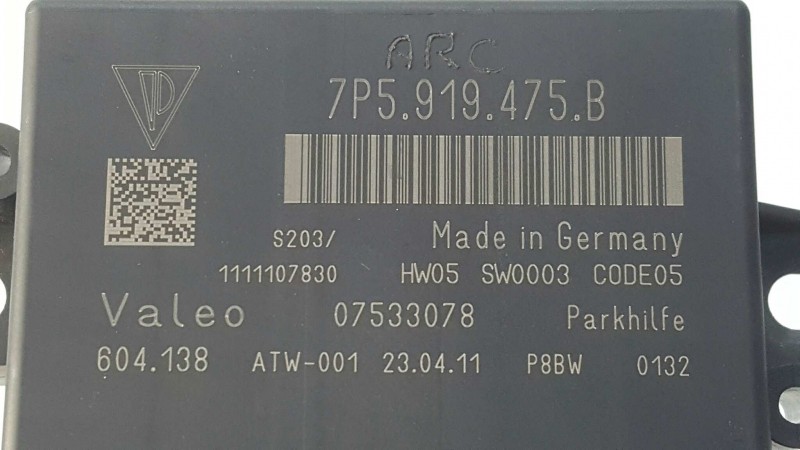 ARC
7P5.919.475.B
S203/ Made in Germany
1111107830 HW05 SW0003 CODE05
Valeo 07533078 Parkhilfe
604.138 ATW-001 23.04.11 P8BW 0132